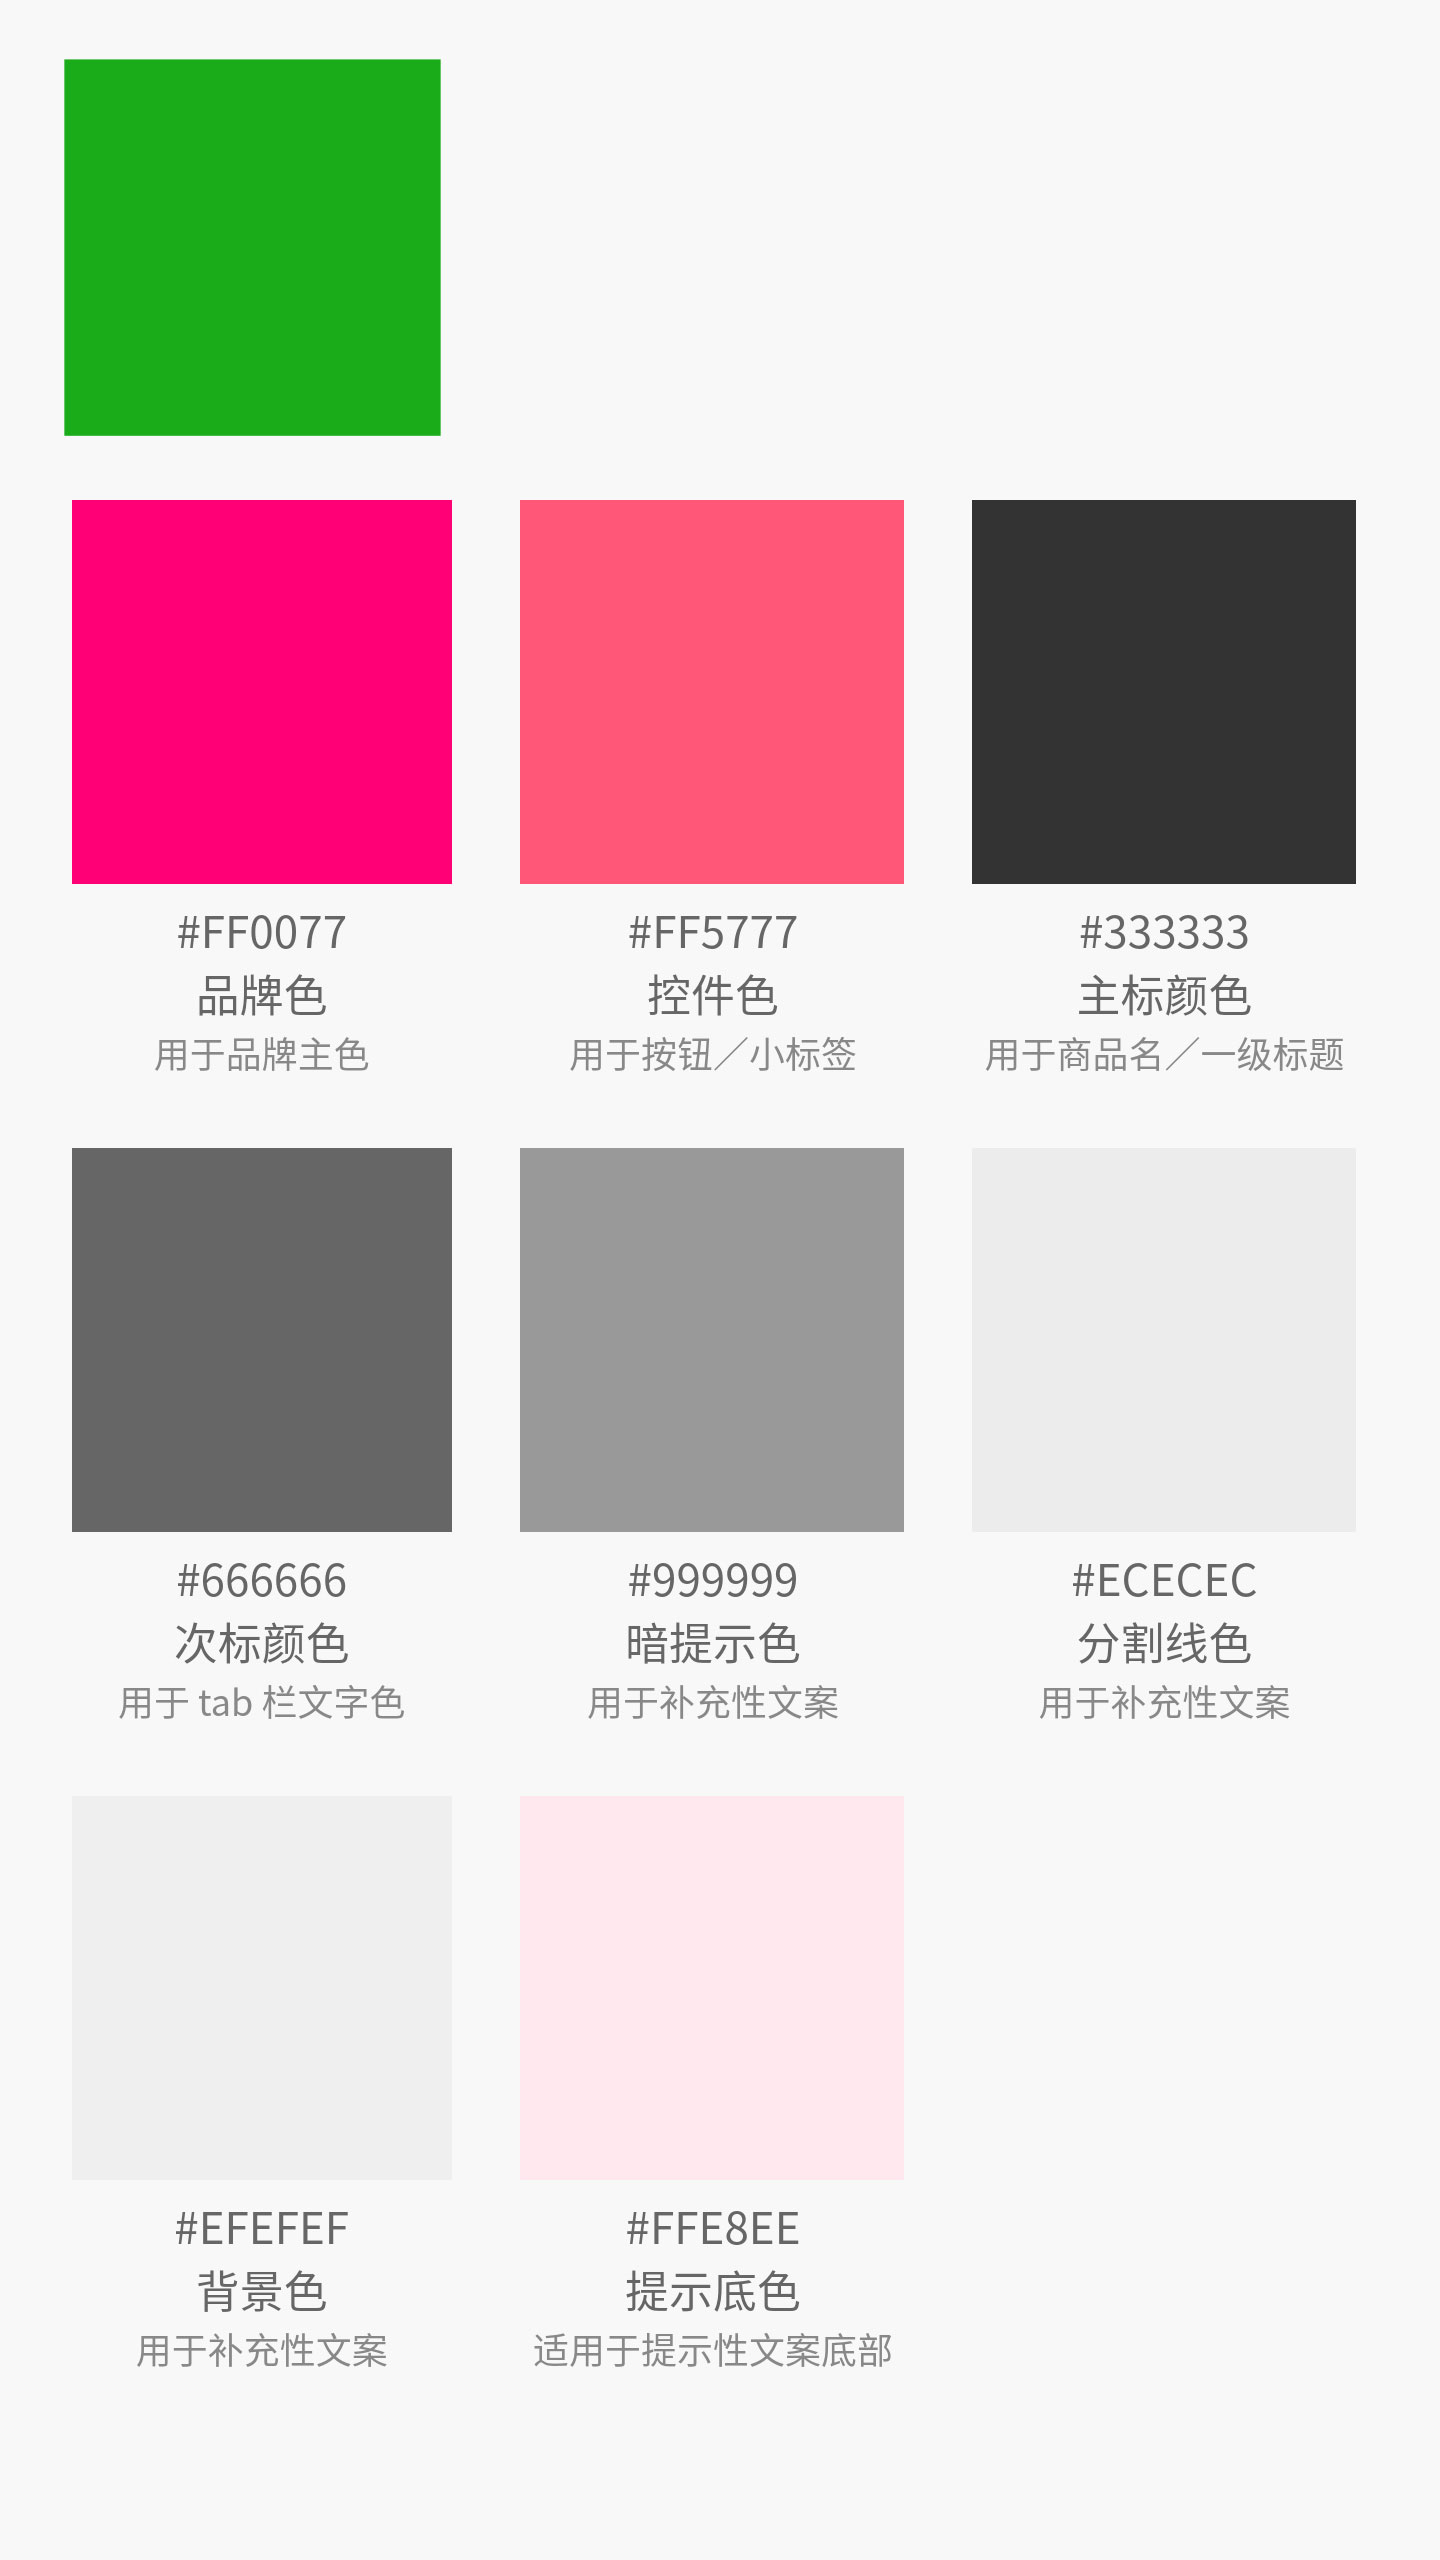 #FF0077
品牌色
用于品牌主色
#FF5777
控件色
用于按钮／小标签
#333333
主标颜色
用于商品名／一级标题
#666666
次标颜色
用于 tab 栏文字色
#999999
暗提示色
用于补充性文案
#ECECEC
分割线色
用于补充性文案
#EFEFEF
背景色
用于补充性文案
#FFE8EE
提示底色
适用于提示性文案底部